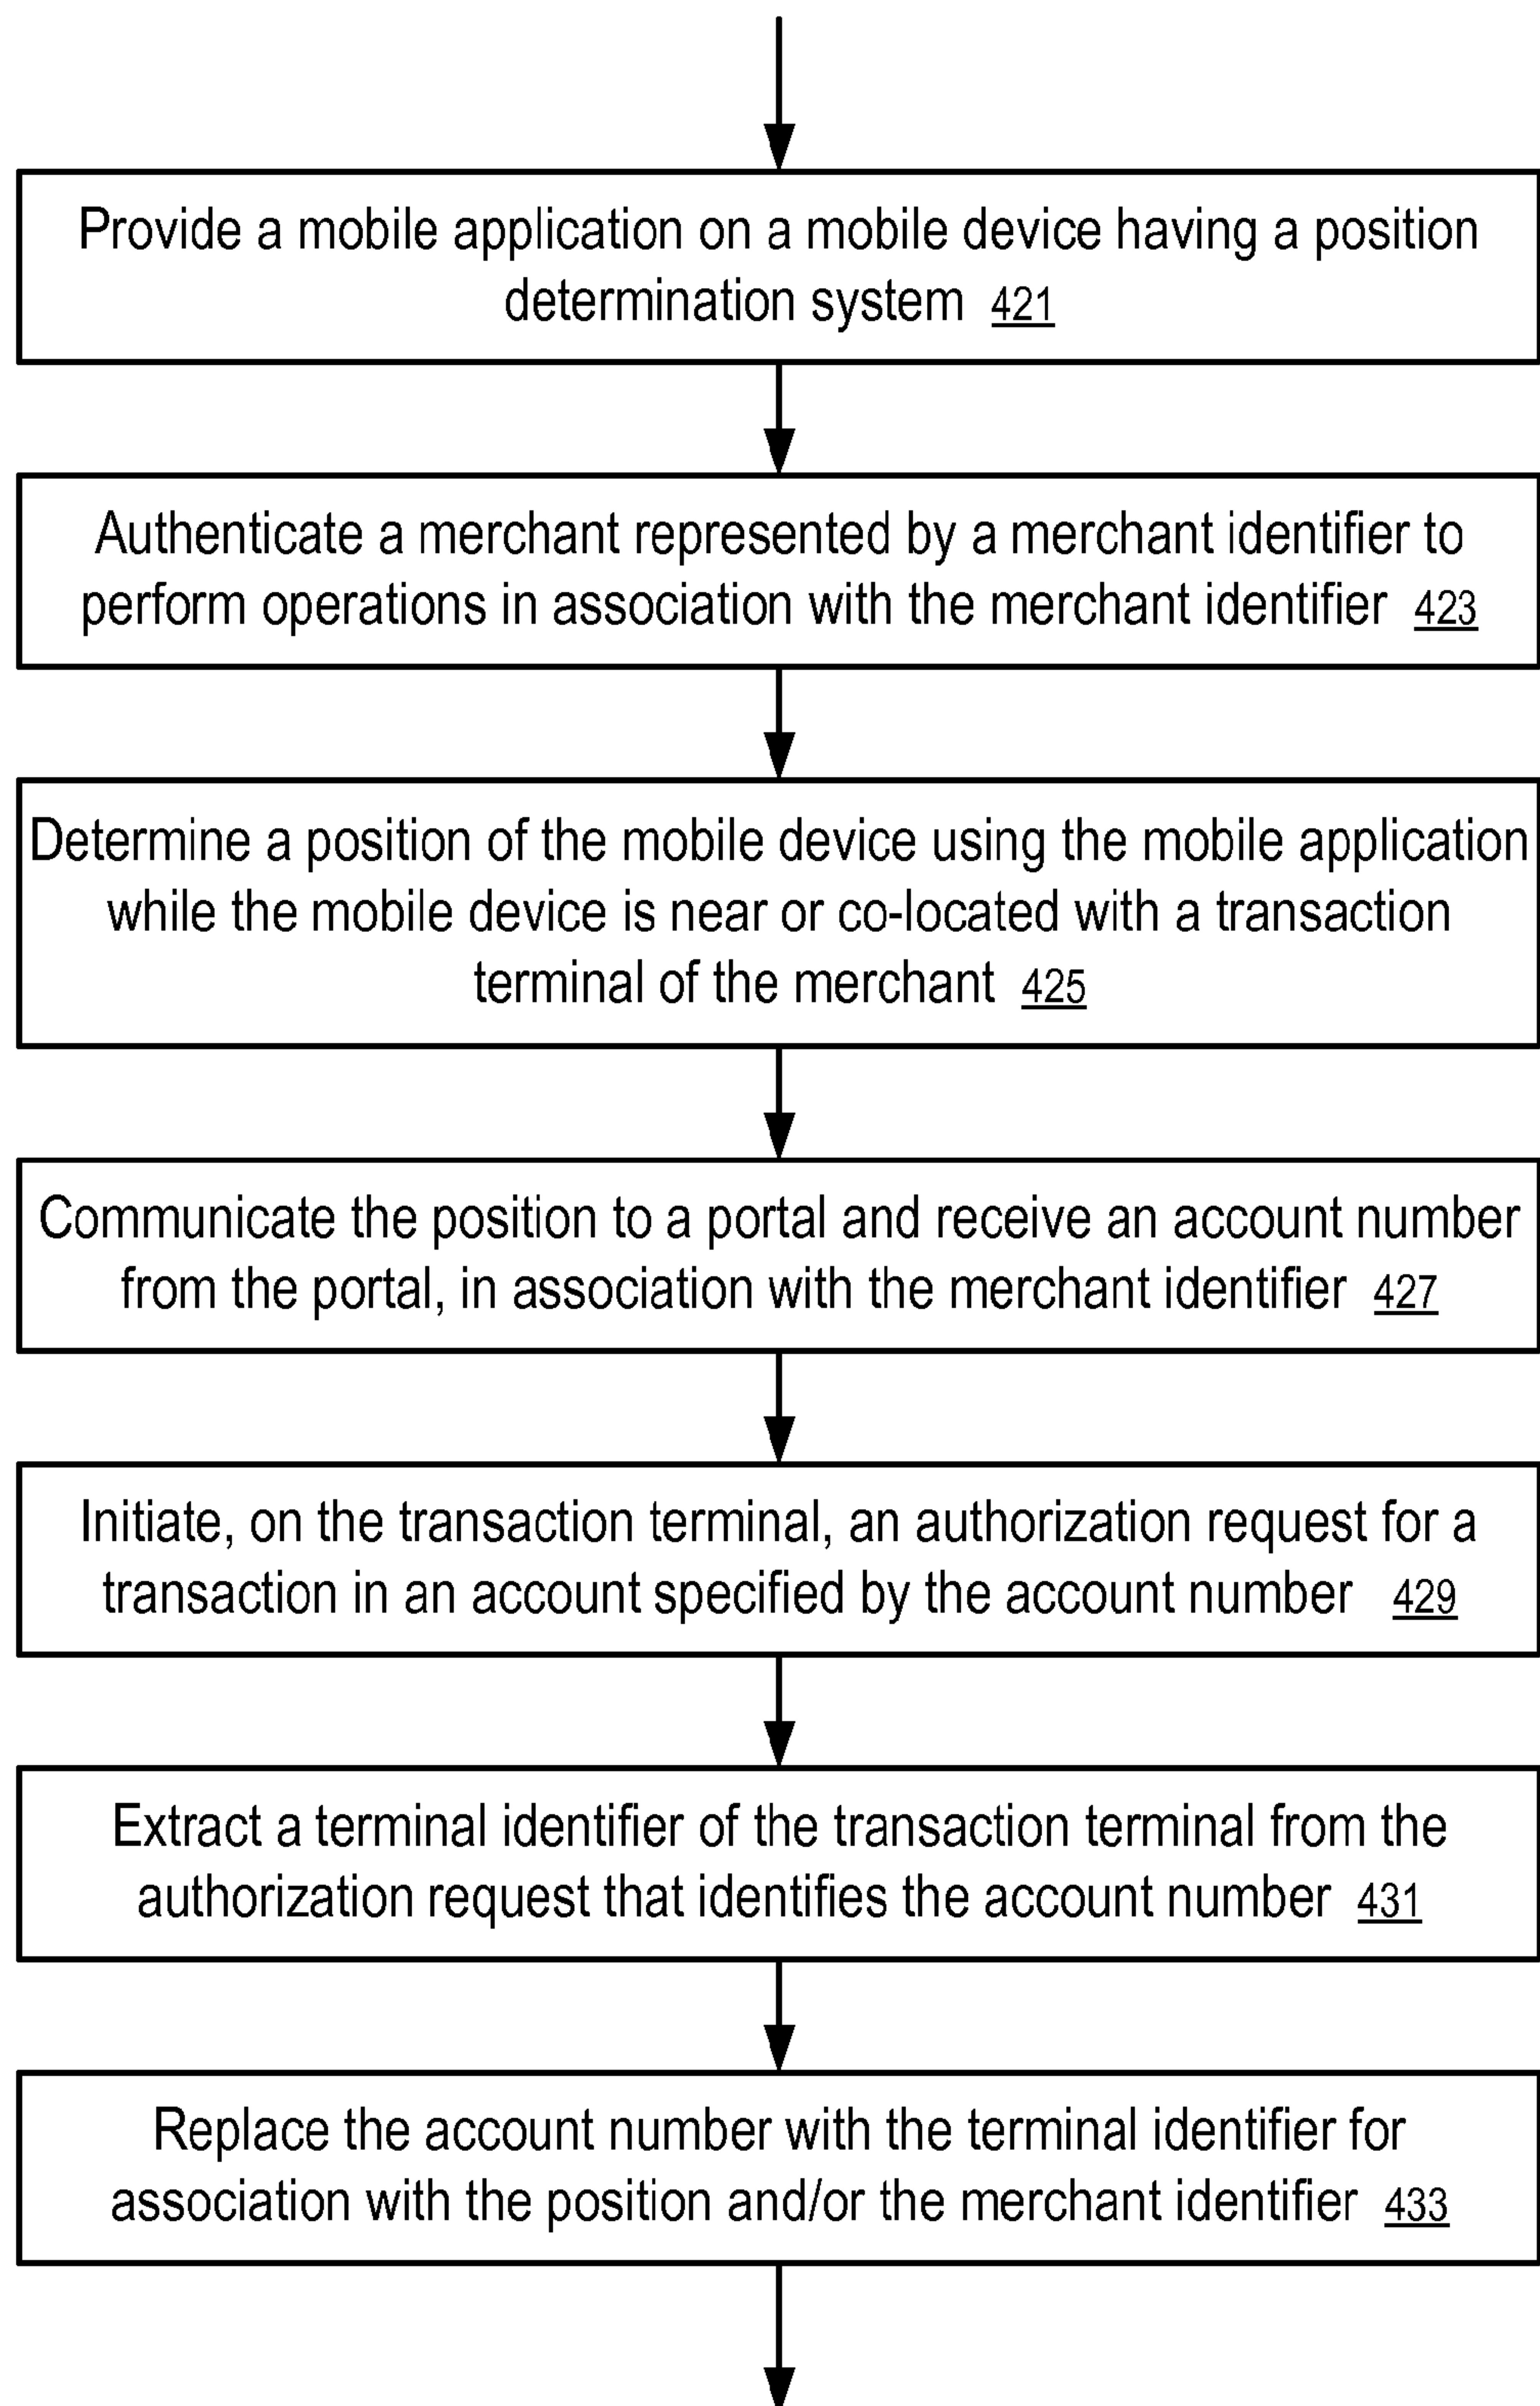 Provide a mobile application on a mobile device having a position
determination system 421
Authenticate a merchant represented by a merchant identifier to
perform operations in association with the merchant identifier 423
Determine a position of the mobile device using the mobile application
while the mobile device is near or co-located with a transaction
terminal of the merchant 425
Communicate the position to a portal and receive an account number
from the portal, in association with the merchant identifier 427
Initiate, on the transaction terminal, an authorization request for a
transaction in an account specified by the account number 429
Extract a terminal identifier of the transaction terminal from the
authorization request that identifies the account number 431
Replace the account number with the terminal identifier for
association with the position and/or the merchant identifier 433